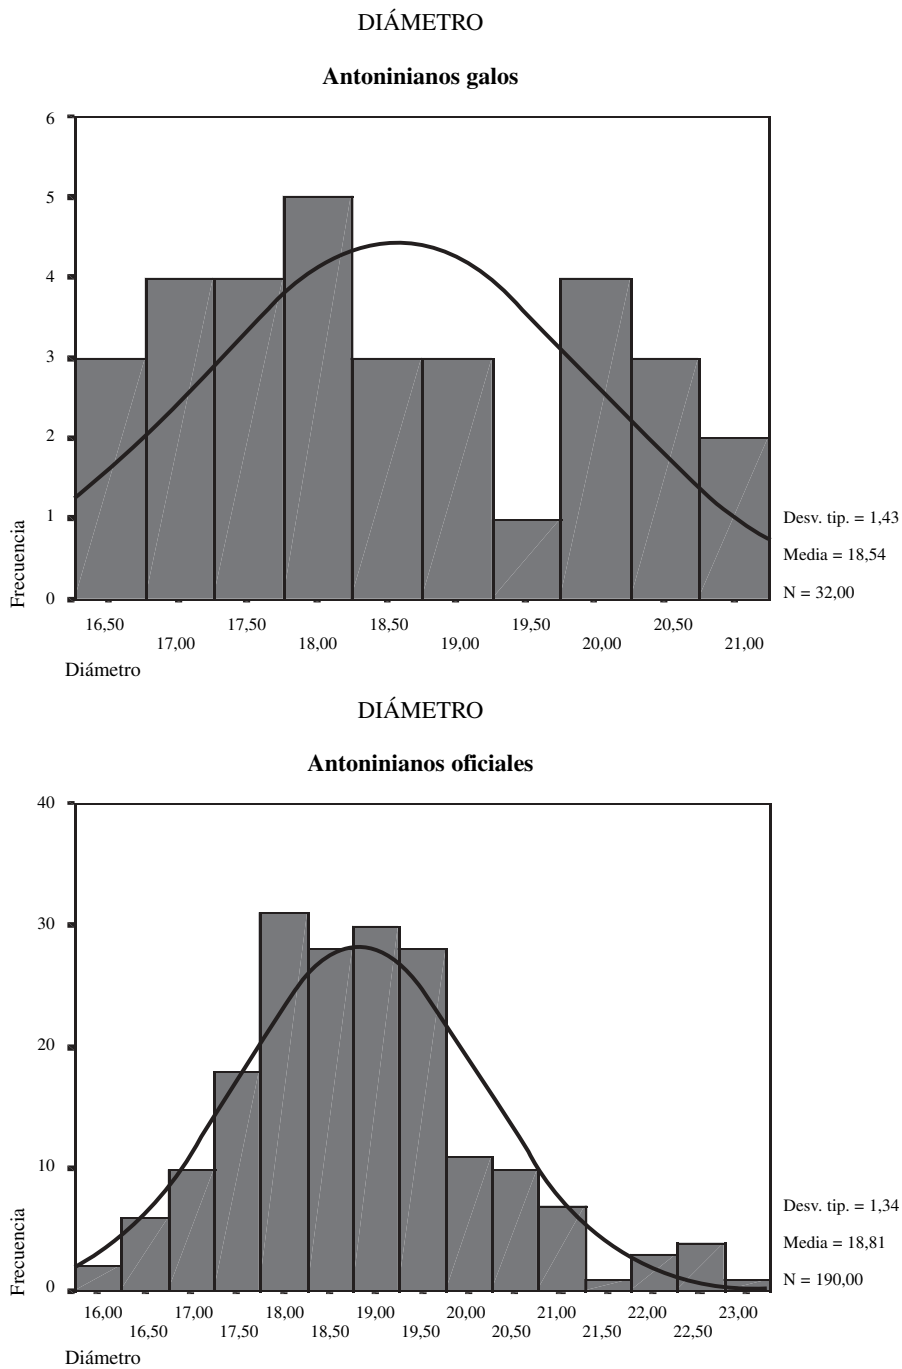 DIÁMETRO
Antoninianos galos
6
5
4
3
2
1
0
Frecuencia
16,50
17,00
17,50
18,00
18,50
19,00
19,50
20,00
20,50
21,00
Diámetro
Desv. tip. = 1,43
Media = 18,54
N = 32,00
DIÁMETRO
Antoninianos oficiales
40
30
20
10
0
Frecuencia
16,00
16,50
17,00
17,50
18,00
18,50
19,00
19,50
20,00
20,50
21,00
21,50
22,00
22,50
23,00
Diámetro
Desv. tip. = 1,34
Media = 18,81
N = 190,00